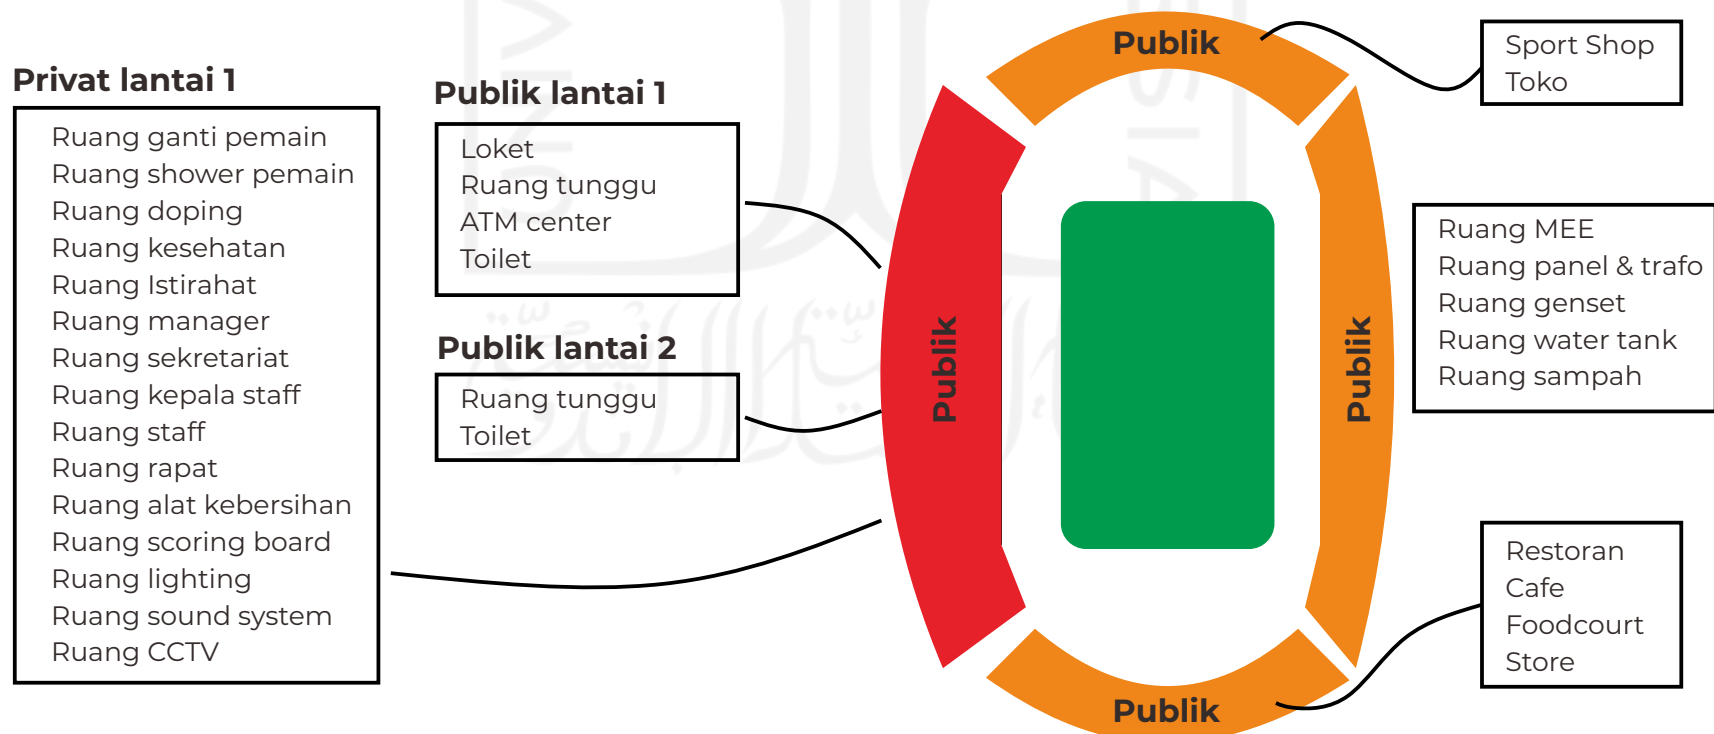 Privat lantai 1
Ruang ganti pemain
Ruang shower pemain
Ruang doping
Ruang kesehatan
Ruang Istirahat
Ruang manager
Ruang sekretariat
Ruang kepala staff
Ruang staff
Ruang rapat
Ruang alat kebersihan
Ruang scoring board
Ruang lighting
Ruang sound system
Ruang CCTV
Publik lantai 1
Loket
Ruang tunggu
ATM center
Toilet
Publik lantai 2
Ruang tunggu
Toilet
Publik
Publik
Publik
Publik
Sport Shop
Toko
Ruang MEE
Ruang panel & trafo
Ruang genset
Ruang water tank
Ruang sampah
Restoran
Cafe
Foodcourt
Store